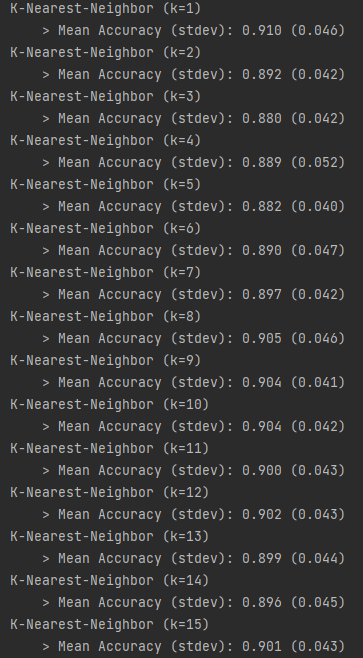 K-Nearest-Neighbor (k=1)
    > Mean Accuracy (stdev): 0.910 (0.046)
K-Nearest-Neighbor (k=2)
    > Mean Accuracy (stdev): 0.892 (0.042)
K-Nearest-Neighbor (k=3)
    > Mean Accuracy (stdev): 0.880 (0.042)
K-Nearest-Neighbor (k=4)
    > Mean Accuracy (stdev): 0.889 (0.052)
K-Nearest-Neighbor (k=5)
    > Mean Accuracy (stdev): 0.882 (0.040)
K-Nearest-Neighbor (k=6)
    > Mean Accuracy (stdev): 0.890 (0.047)
K-Nearest-Neighbor (k=7)
    > Mean Accuracy (stdev): 0.897 (0.042)
K-Nearest-Neighbor (k=8)
    > Mean Accuracy (stdev): 0.905 (0.046)
K-Nearest-Neighbor (k=9)
    > Mean Accuracy (stdev): 0.904 (0.041)
K-Nearest-Neighbor (k=10)
    > Mean Accuracy (stdev): 0.904 (0.042)
K-Nearest-Neighbor (k=11)
    > Mean Accuracy (stdev): 0.900 (0.043)
K-Nearest-Neighbor (k=12)
    > Mean Accuracy (stdev): 0.902 (0.043)
K-Nearest-Neighbor (k=13)
    > Mean Accuracy (stdev): 0.899 (0.044)
K-Nearest-Neighbor (k=14)
    > Mean Accuracy (stdev): 0.896 (0.045)
K-Nearest-Neighbor (k=15)
    > Mean Accuracy (stdev): 0.901 (0.043)